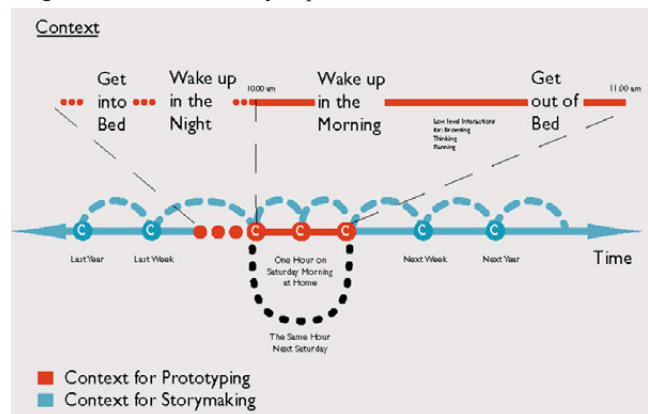 Context
Get
into
Bed
Wake up
in the
Night
10.00 am
Wake up
in the
Morning
Low level Interactions
for: Browsing
Thinking
Planning
Get
out of
Bed
11.00 am
C C C C C C C
Last Year
Last Week
One Hour on
Saturday Morning
at Home
Next Week
Next Year
Time
The Same Hour
Next Saturday
Context for Prototyping
Context for Storymaking